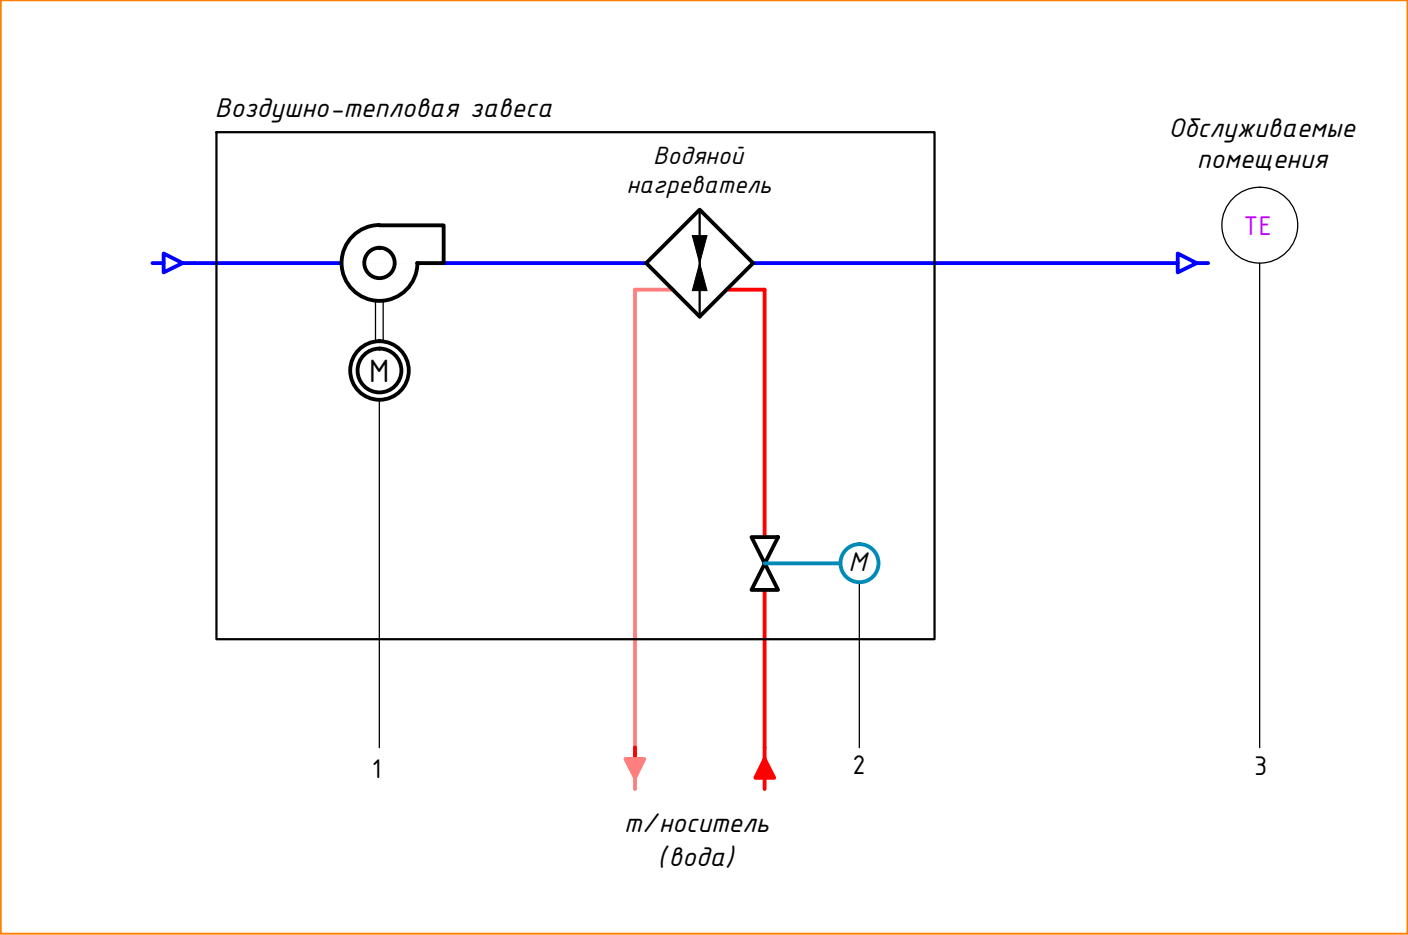 Воздушно-тепловая завеса
Обслуживаемые
помещения
Водяной
нагреватель
TE
M
M
1
2
3
т/носитель
(вода)